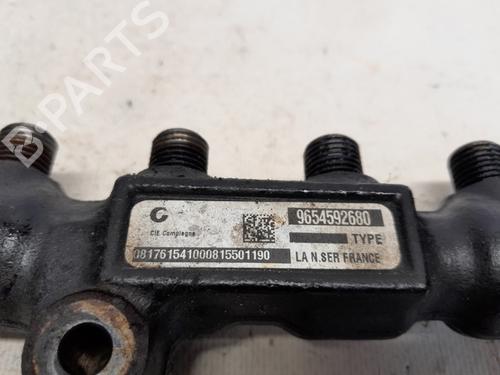 B-PARTS
9654592680
CIE Compiegne
TYPE
081761541000815501190
LA N.SER FRANCE